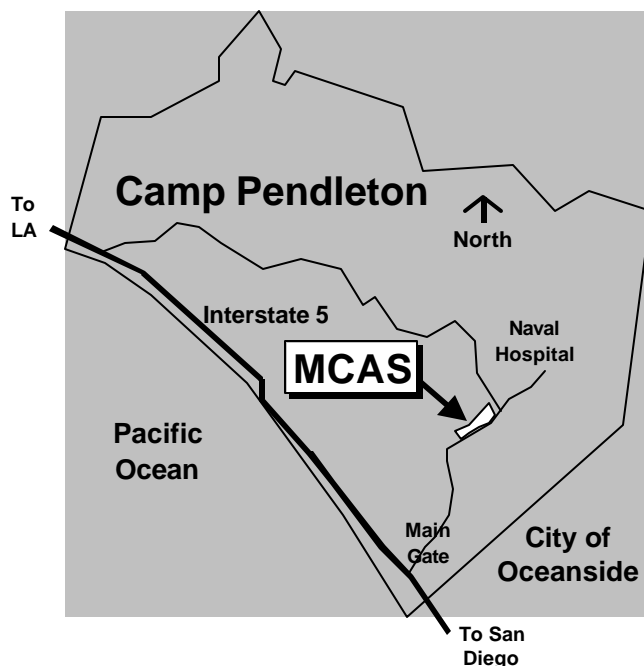 Camp Pendleton
To
LA
North
Interstate 5
Naval
Hospital
MCAS
Pacific
Ocean
Main
Gate
City of
Oceanside
To San
Diego